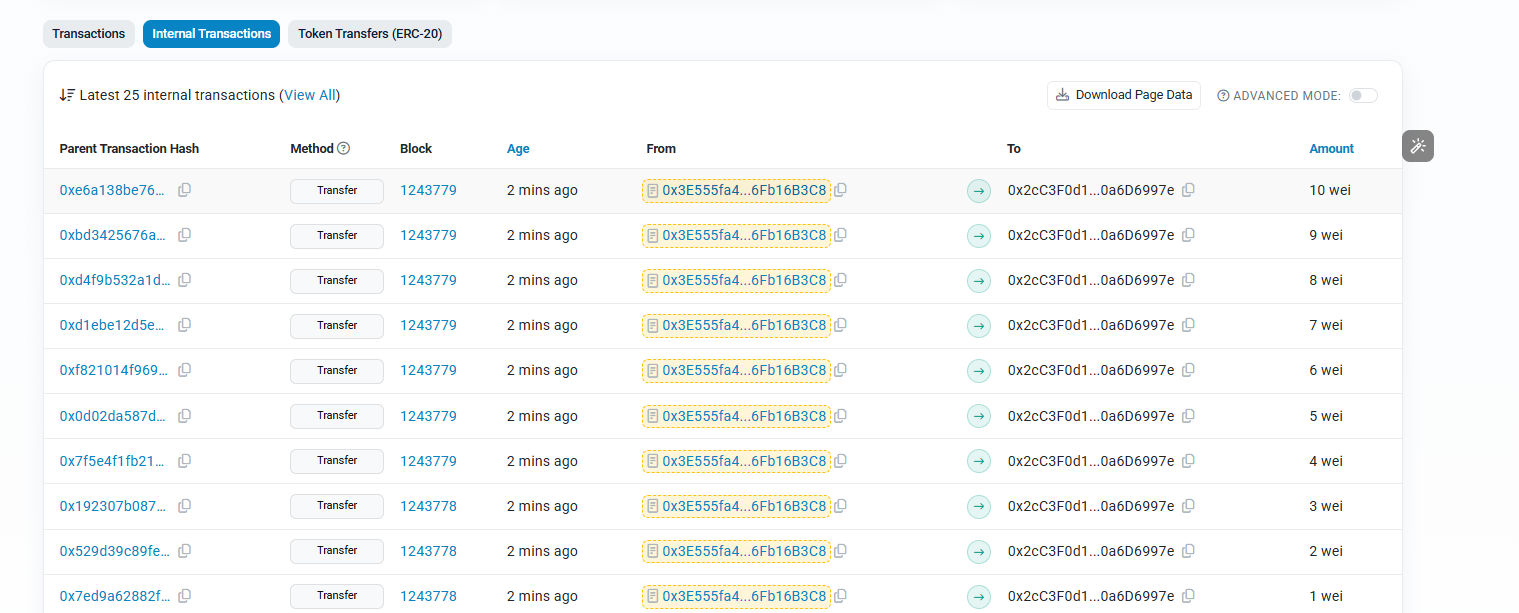 Transactions Internal Transactions Token Transfers (ERC-20)
Latest 25 internal transactions (View All) Download Page Data ADVANCED MODE:
Parent Transaction Hash Method Block Age From To Amount
0xe6a138be76... Transfer 1243779 2 mins ago 0x3E555fa4...6Fb16B3C8 0x2cC3F0d1...0a6D6997e 10 wei
0xbd3425676a... Transfer 1243779 2 mins ago 0x3E555fa4...6Fb16B3C8 0x2cC3F0d1...0a6D6997e 9 wei
0xd4f9b532a1d... Transfer 1243779 2 mins ago 0x3E555fa4...6Fb16B3C8 0x2cC3F0d1...0a6D6997e 8 wei
0xd1ebe12d5e... Transfer 1243779 2 mins ago 0x3E555fa4...6Fb16B3C8 0x2cC3F0d1...0a6D6997e 7 wei
0xf821014f969... Transfer 1243779 2 mins ago 0x3E555fa4...6Fb16B3C8 0x2cC3F0d1...0a6D6997e 6 wei
0x0d02da587d... Transfer 1243779 2 mins ago 0x3E555fa4...6Fb16B3C8 0x2cC3F0d1...0a6D6997e 5 wei
0x7f5e4f1fb21... Transfer 1243779 2 mins ago 0x3E555fa4...6Fb16B3C8 0x2cC3F0d1...0a6D6997e 4 wei
0x192307b087... Transfer 1243778 2 mins ago 0x3E555fa4...6Fb16B3C8 0x2cC3F0d1...0a6D6997e 3 wei
0x529d39c89fe... Transfer 1243778 2 mins ago 0x3E555fa4...6Fb16B3C8 0x2cC3F0d1...0a6D6997e 2 wei
0x7ed9a62882f... Transfer 1243778 2 mins ago 0x3E555fa4...6Fb16B3C8 0x2cC3F0d1...0a6D6997e 1 wei